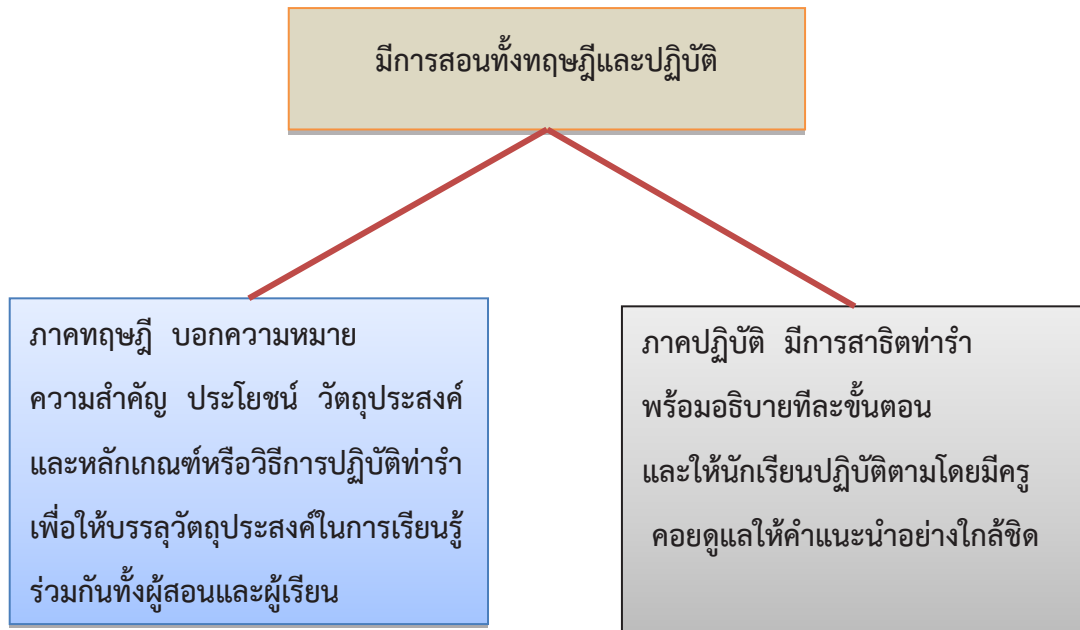 มีการสอนทั้งทฤษฎีและปฏิบัติ
ภาคทฤษฎี บอกความหมาย
ความสำคัญ ประโยชน์ วัตถุประสงค์
และหลักเกณฑ์หรือวิธีการปฏิบัติท่ารำ
เพื่อให้บรรลุวัตถุประสงค์ในการเรียนรู้
ร่วมกันทั้งผู้สอนและผู้เรียน
ภาคปฏิบัติ มีการสาธิตท่ารำ
พร้อมอธิบายทีละขั้นตอน
และให้นักเรียนปฏิบัติตามโดยมีครู
คอยดูแลให้คำแนะนำอย่างใกล้ชิด